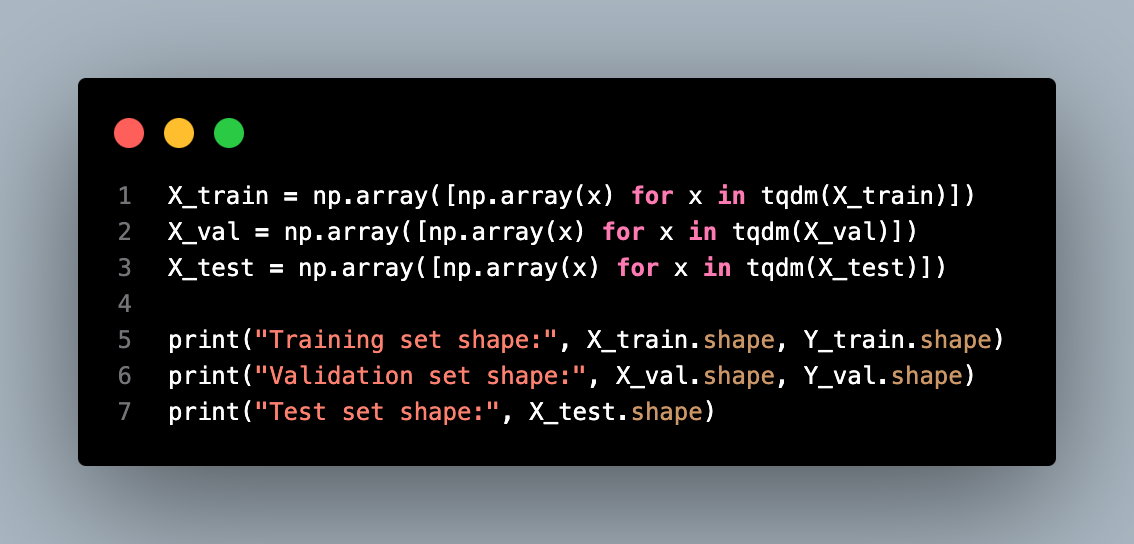 1 X_train = np.array([np.array(x) for x in tqdm(X_train)])
2 X_val = np.array([np.array(x) for x in tqdm(X_val)])
3 X_test = np.array([np.array(x) for x in tqdm(X_test)])
4
5 print("Training set shape:", X_train.shape, Y_train.shape)
6 print("Validation set shape:", X_val.shape, Y_val.shape)
7 print("Test set shape:", X_test.shape)